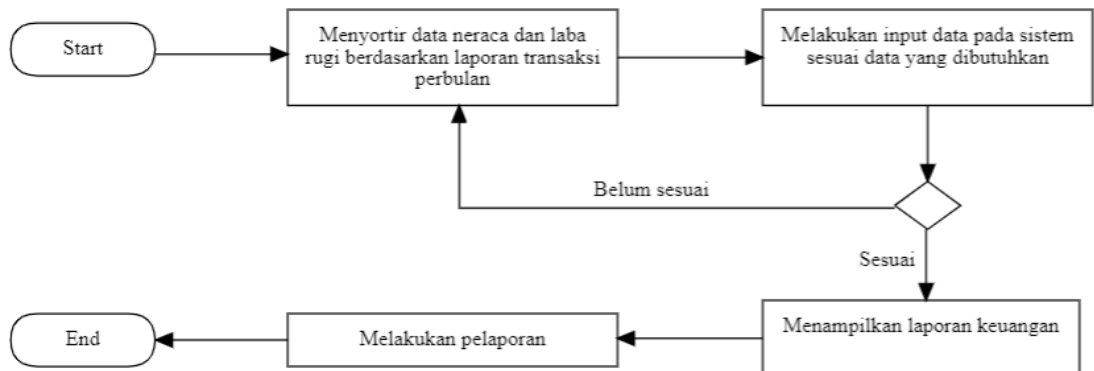 Start
Menyortir data neraca dan laba
rugi berdasarkan laporan transaksi
perbulan
Melakukan input data pada sistem
sesuai data yang dibutuhkan
Belum sesuai
Sesuai
Menampilkan laporan keuangan
Melakukan pelaporan
End